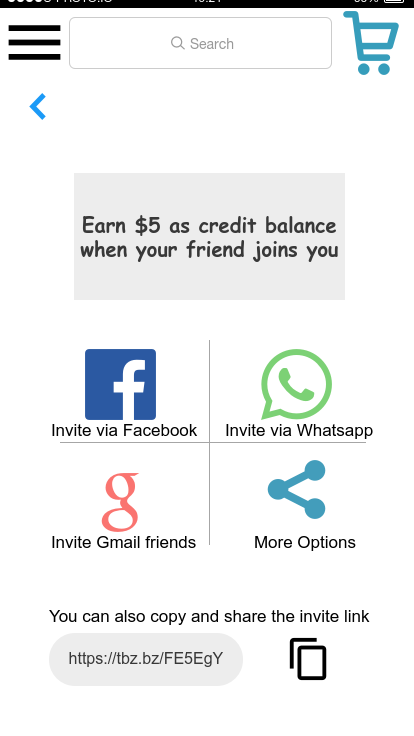 Search
Earn $5 as credit balance
when your friend joins you
Invite via Facebook
Invite via Whatsapp
Invite Gmail friends
More Options
You can also copy and share the invite link
https://tbz.bz/FE5EgY